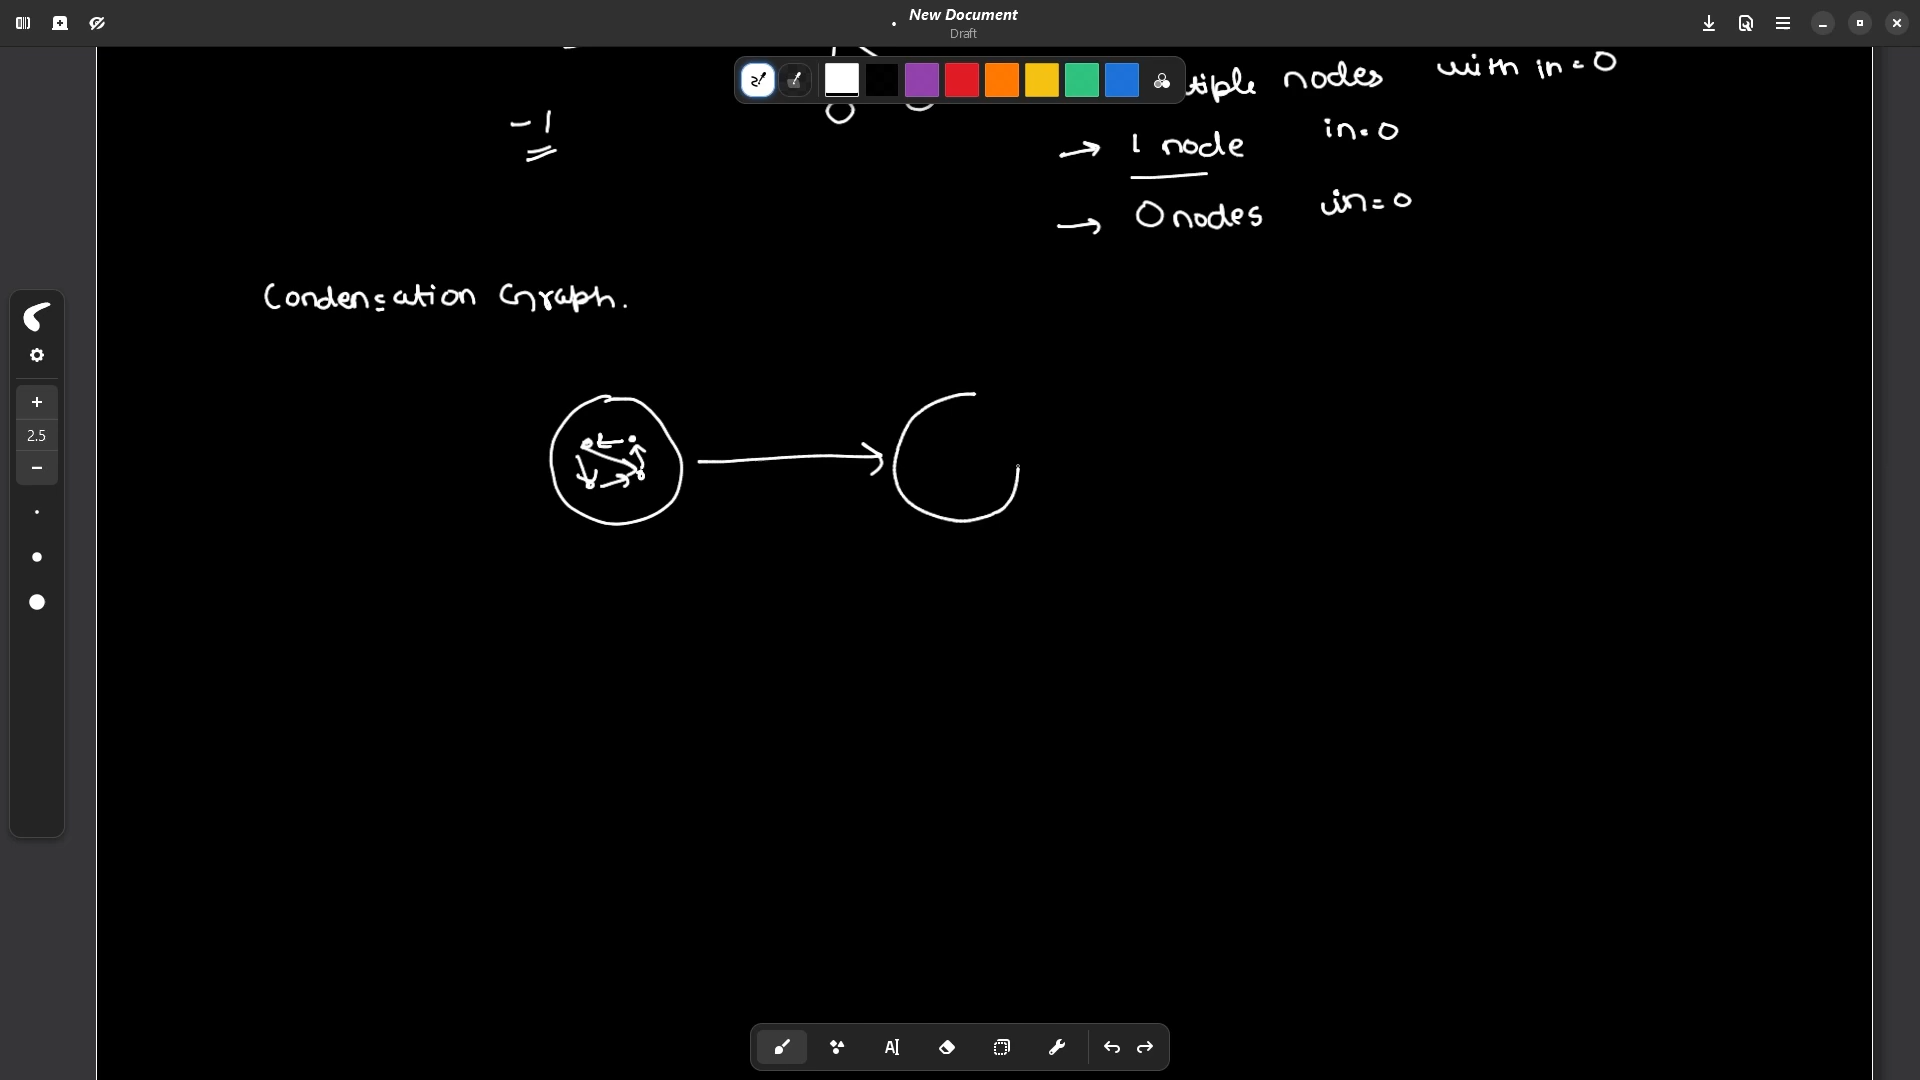 New Document
Draft
tiple nodes with in = 0
-1
→ 1 node in = 0
→ 0 nodes in = 0
Condensation Graph.
+
2.5
−